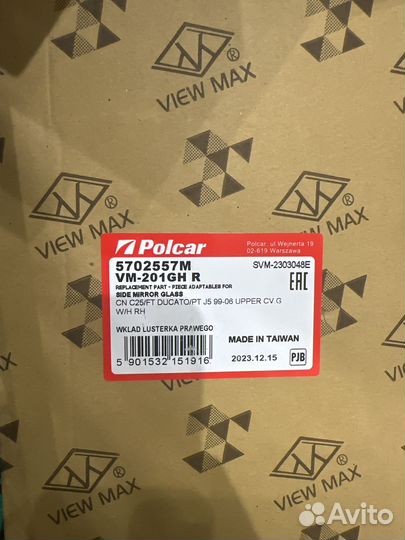 VIEW MAX
VIEW MAX
Polcar
Polcar, ul Wejnerta 19
02-619 Warszawa
5702557M
SVM-2303048E
VM-201GH R
EAC
REPLACEMENT PART - PIECE ADAPTABLES FOR
SIDE MIRROR GLASS
CN C25/FT DUCATO/PT J5 99-06 UPPER CV.G
W/H RH
WKLAD LUSTERKA PRAWEGO
MADE IN TAIWAN
5 901532 151916
2023.12.15
PJB
VIEW MAX
VIEW MAX
Avito